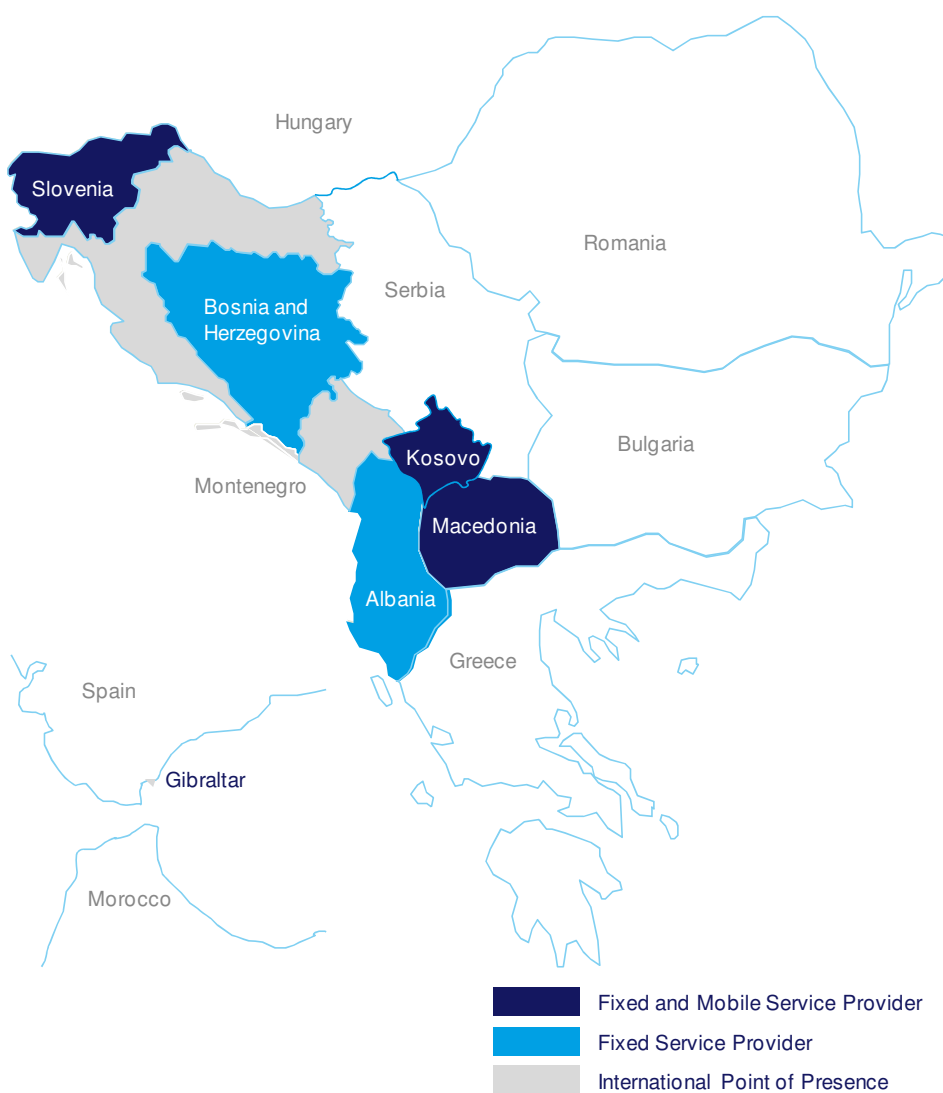 Hungary
Slovenia
Romania
Serbia
Bosnia and
Herzegovina
Bulgaria
Kosovo
Montenegro
Macedonia
Albania
Greece
Spain
Gibraltar
Morocco
Fixed and Mobile Service Provider
Fixed Service Provider
International Point of Presence